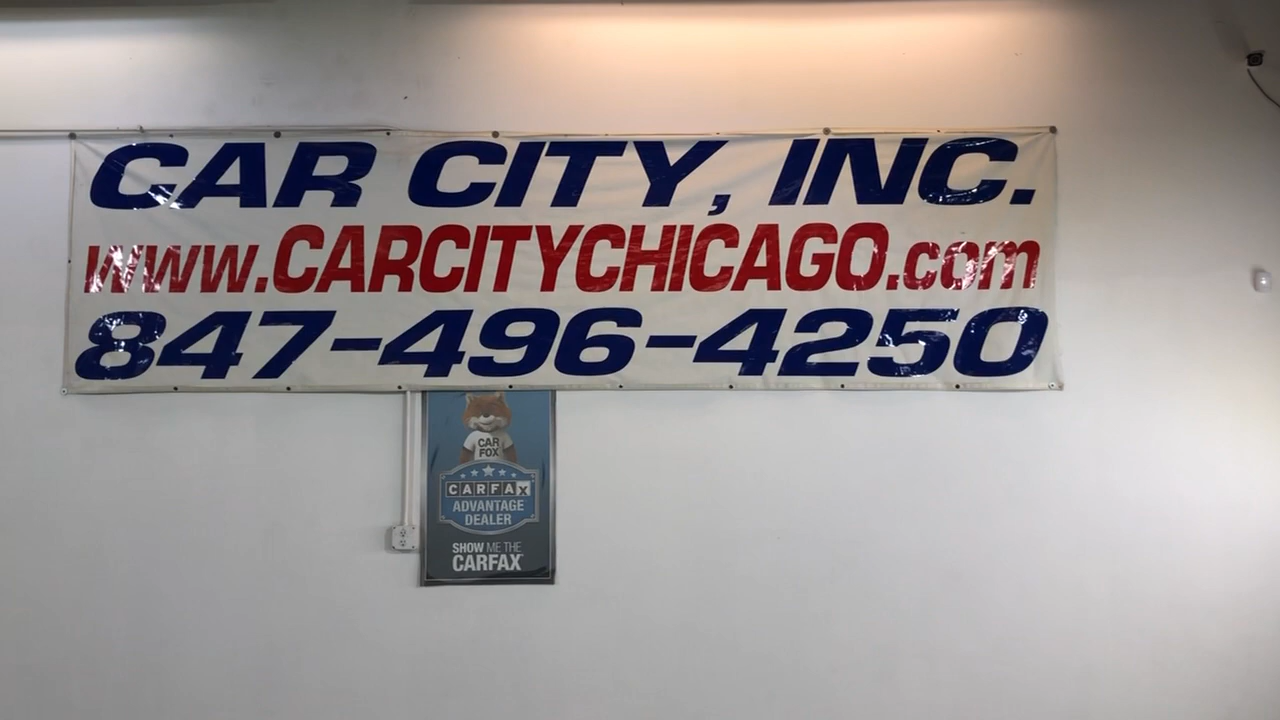 CAR CITY, INC.
www.CARCITYCHICAGO.com
847-496-4250
CAR
FOX
CARFAX
ADVANTAGE
DEALER
SHOW ME THE
CARFAX